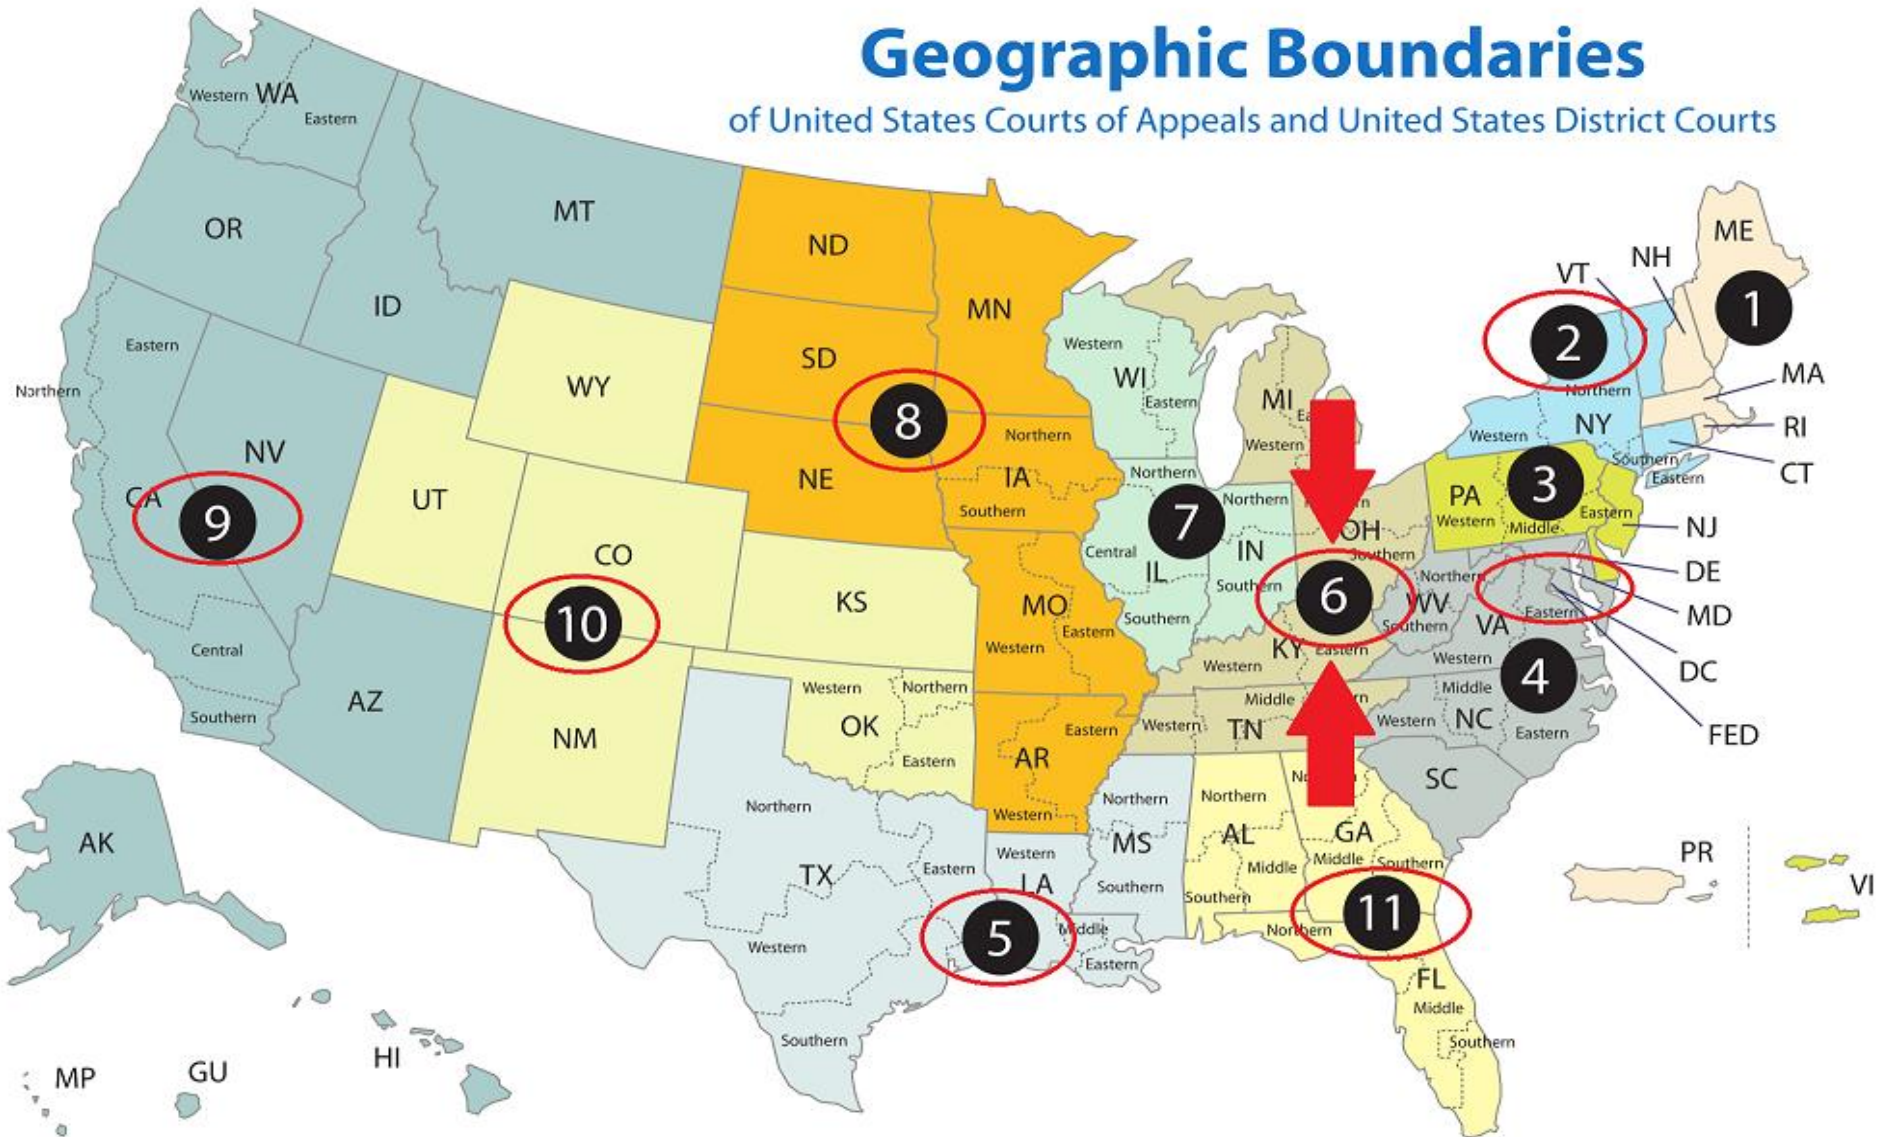 Geographic Boundaries
of United States Courts of Appeals and United States District Courts
Western WA
Eastern
OR
ID
MT
Eastern
Northern
NV
CA
9
Central
Southern
AZ
WY
UT
CO
10
NM
KS
Western
Northern
OK
Eastern
ND
SD
8
NE
MN
Northern
IA
Southern
MO
Western
Eastern
AR
Eastern
Western
Northern
TX
Eastern
Western
Southern
5
Western
LA
Middle
Eastern
Northern
MS
Southern
Western
WI
Eastern
Northern
7
Central
IL
Southern
Northern
IN
Southern
MI
Western
OH
Southern
6
KY
Western
Eastern
Middle
Western
TN
Northern
AL
Middle
Southern
GA
Middle
Southern
11
Northern
FL
Middle
Southern
ME
1
NH
VT
2
Northern
NY
Western
Southern
Eastern
MA
RI
CT
PA
3
Western
Middle
Eastern
NJ
DE
MD
DC
FED
Northern
WV
Southern
VA
Eastern
Western
4
Middle
Western
NC
Eastern
SC
PR
VI
AK
HI
GU
MP